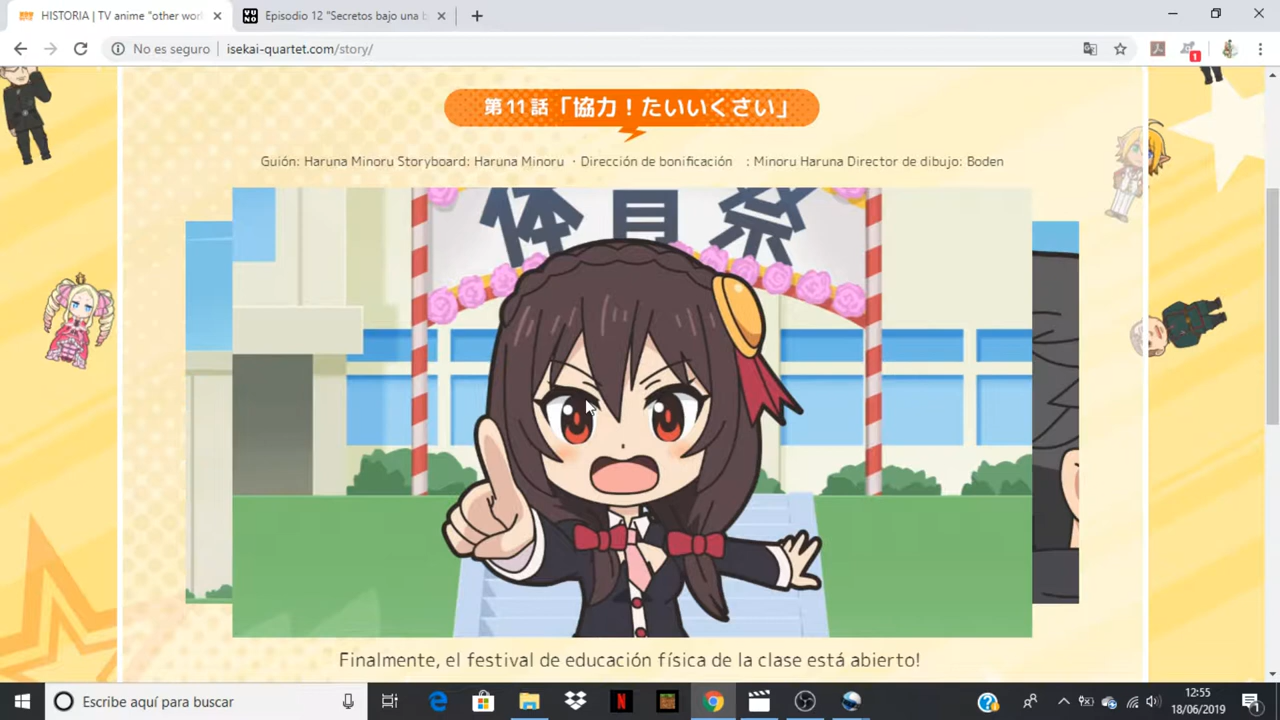 HISTORIA | TV anime "other wor
Episodio 12 "Secretos bajo una b
No es seguro
isekai-quartet.com/story/
1
第11話「協力！たいいくさい」
Guión: Haruna Minoru Storyboard: Haruna Minoru ・Dirección de bonificación : Minoru Haruna Director de dibujo: Boden
体育祭
Finalmente, el festival de educación física de la clase está abierto!
Escribe aquí para buscar
12:55
18/06/2019
1